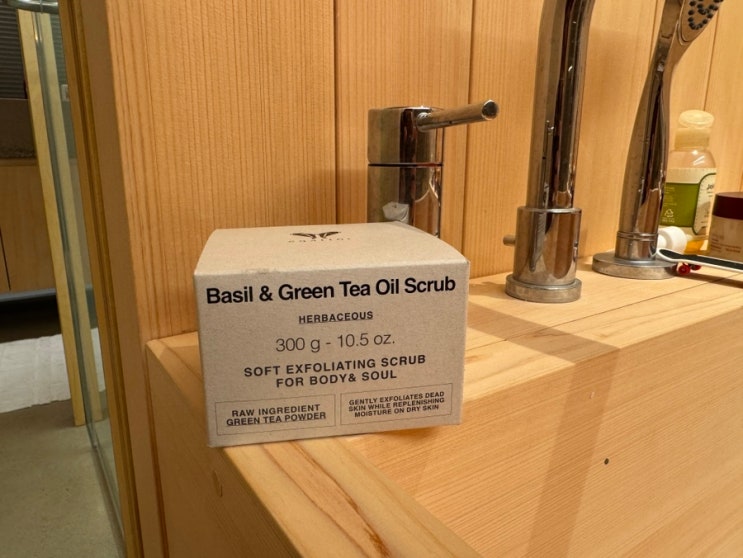 Basil & Green Tea Oil Scrub
HERBACEOUS
300 g - 10.5 oz.
SOFT EXFOLIATING SCRUB
FOR BODY& SOUL
RAW INGREDIENT
GREEN TEA POWDER
GENTLY EXFOLIATES DEAD
SKIN WHILE REPLENISHING
MOISTURE ON DRY SKIN